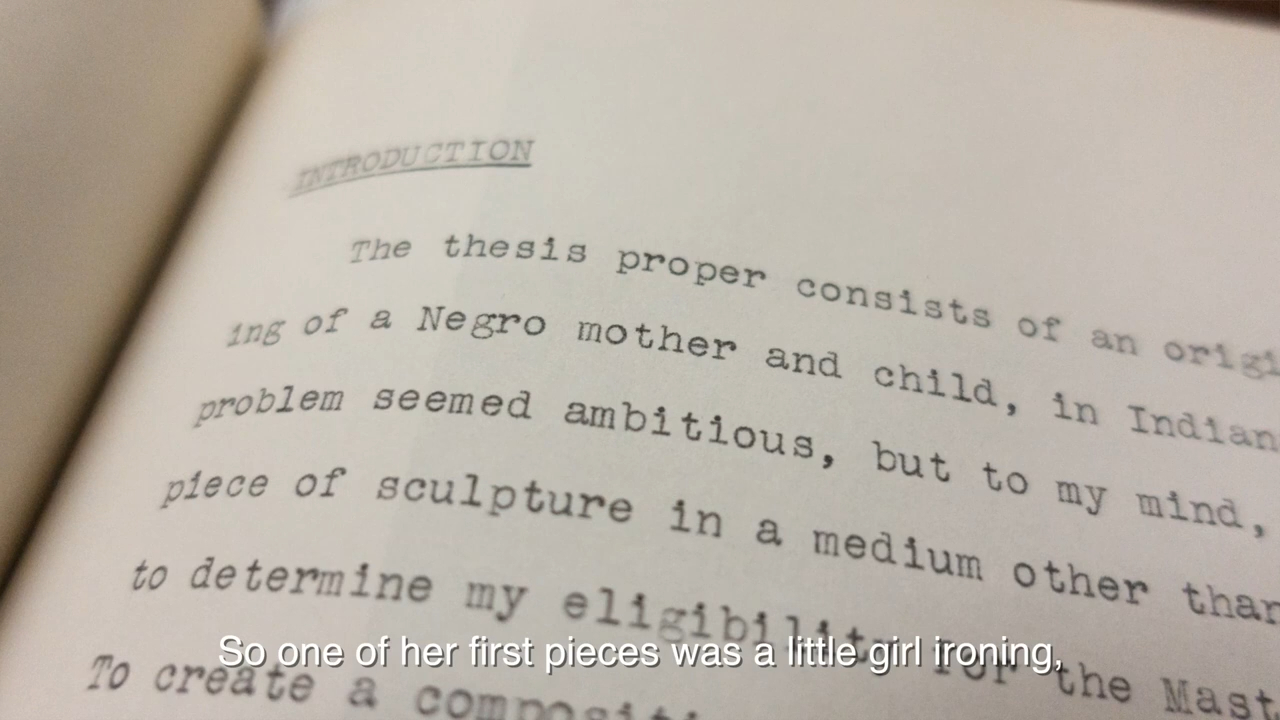 INTRODUCTION
The thesis proper consists of an origi
ing of a Negro mother and child, in Indian
problem seemed ambitious, but to my mind,
piece of sculpture in a medium other than
to determine my eligibility for the Mast
To create a compositi
So one of her first pieces was a little girl ironing,